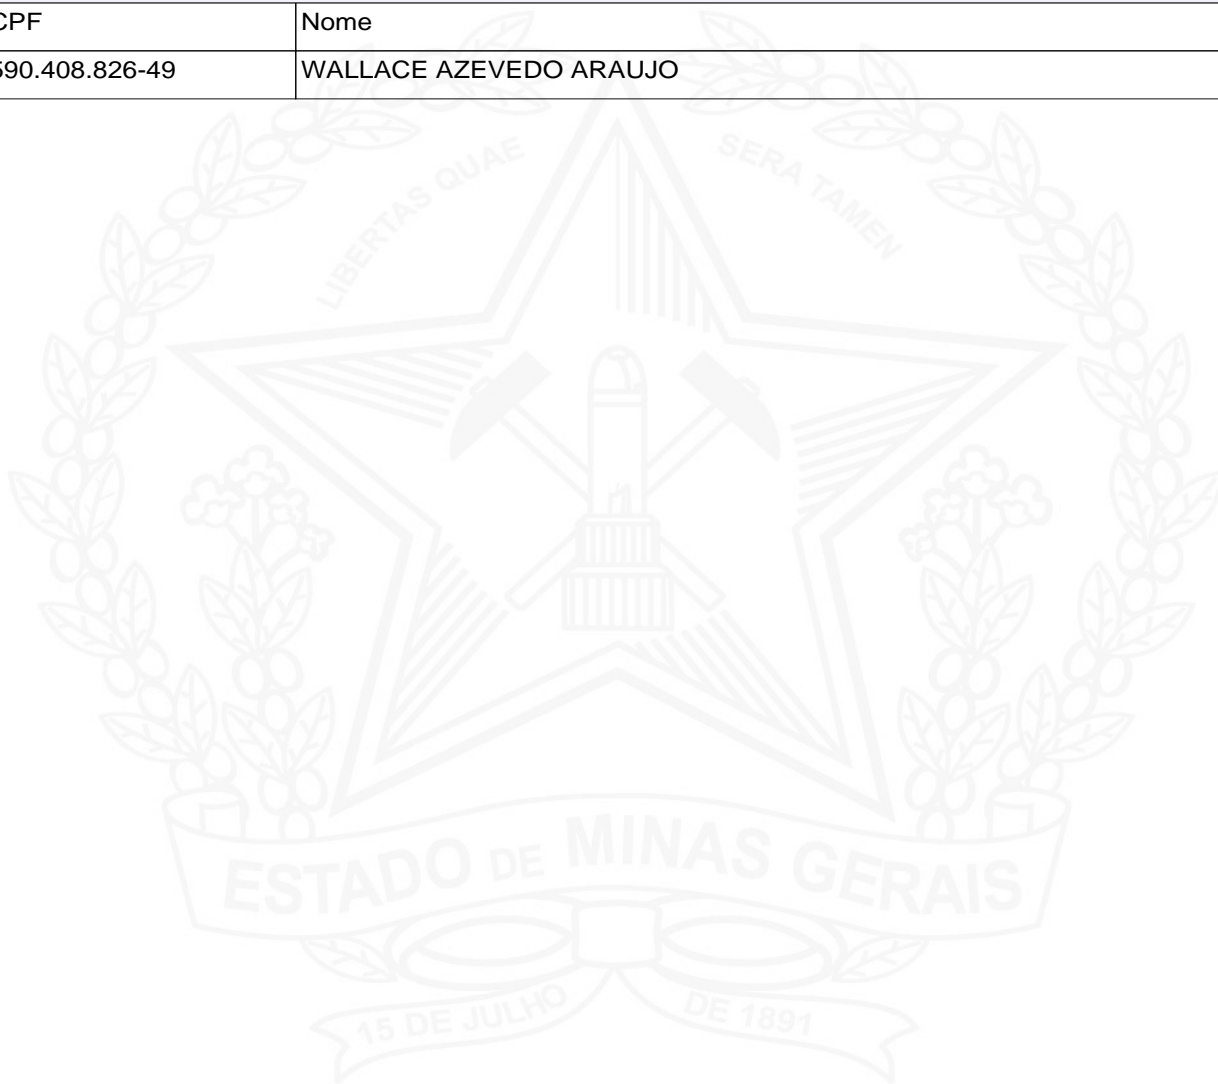 CPF Nome
590.408.826-49 WALLACE AZEVEDO ARAUJO
LIBERTAS QUAE SERA TAMEN
ESTADO DE MINAS GERAIS
15 DE JULHO DE 1891